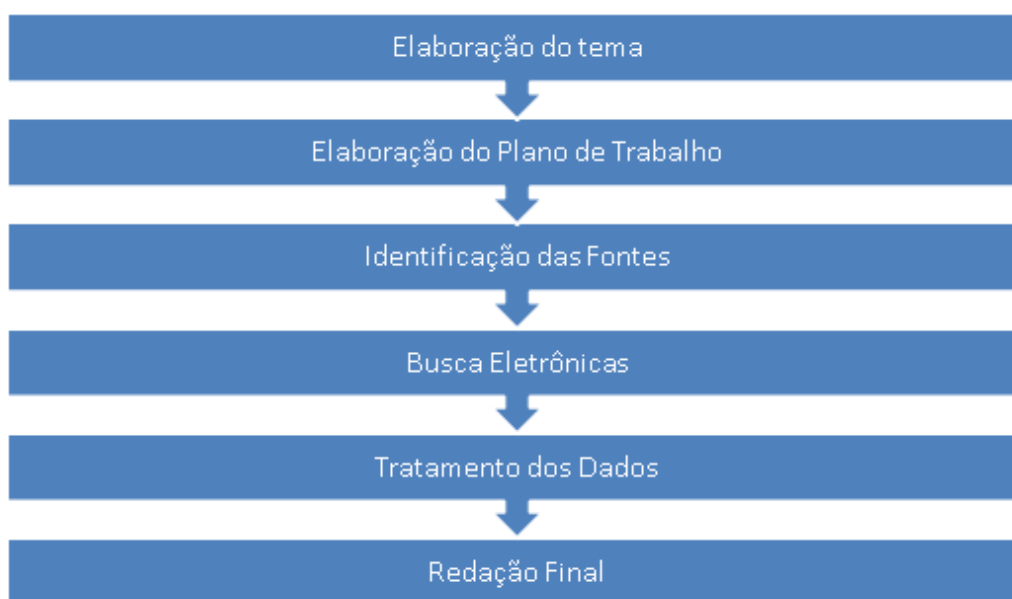 Elaboração do tema
Elaboração do Plano de Trabalho
Identificação das Fontes
Busca Eletrônicas
Tratamento dos Dados
Redação Final